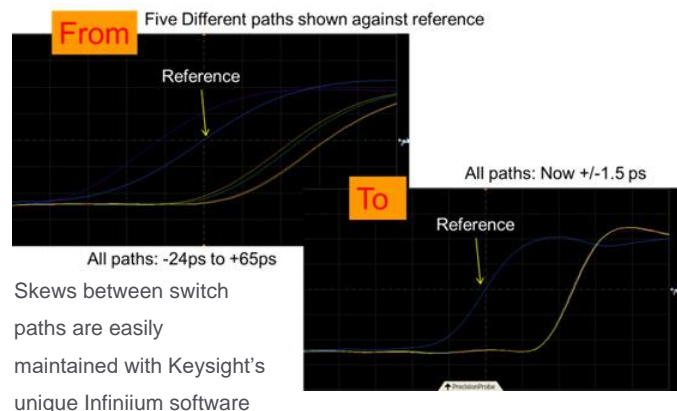 Five Different paths shown against reference
From
Reference
All paths: -24ps to +65ps
All paths: Now +/-1.5 ps
To
Reference
PrecisionProbe
Skews between switch
paths are easily
maintained with Keysight's
unique Infiniium software